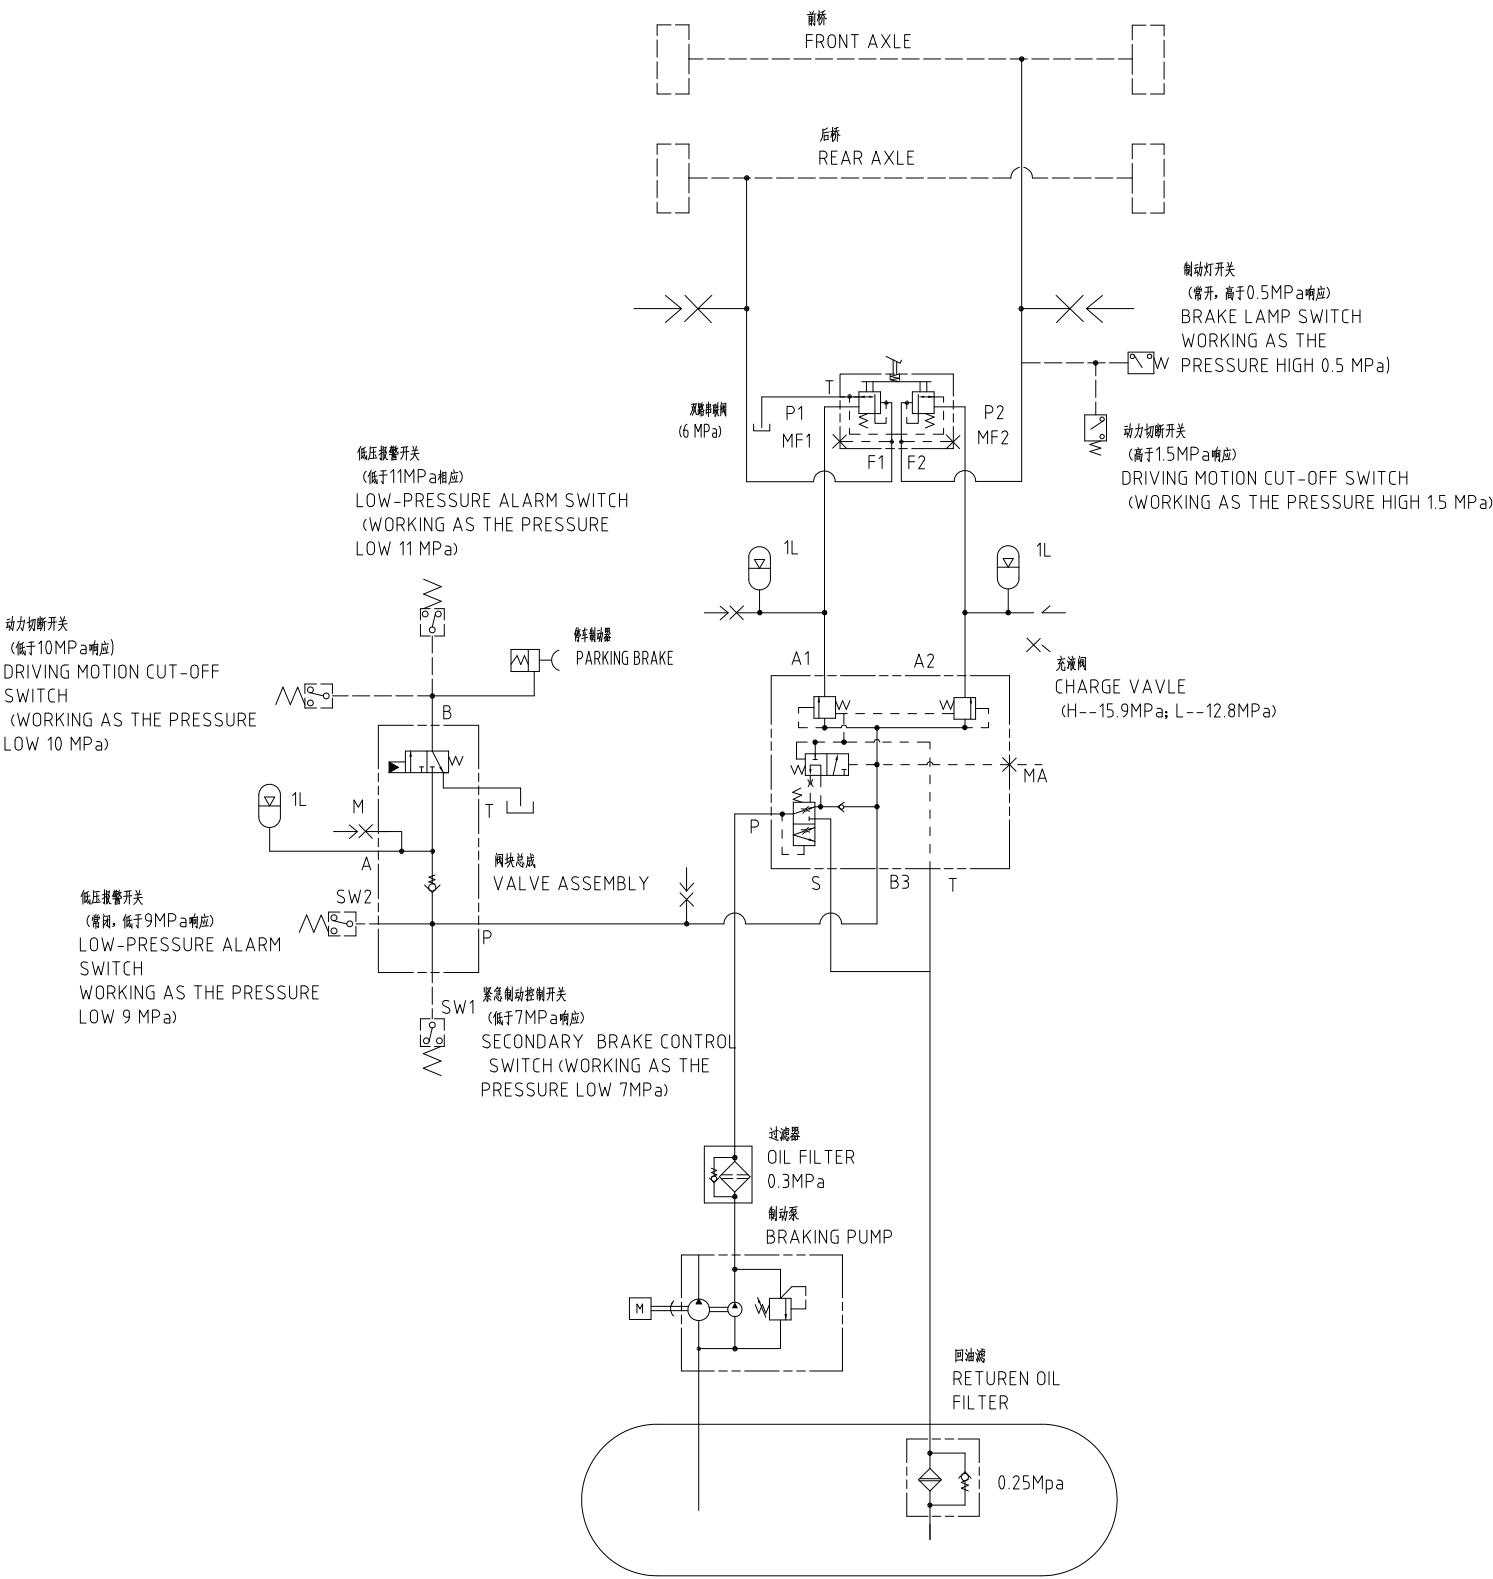 前桥
FRONT AXLE
后桥
REAR AXLE
制动灯开关
(常开, 高于0.5MPa响应)
BRAKE LAMP SWITCH
WORKING AS THE
PRESSURE HIGH 0.5 MPa)
T
双路串联阀
(6 MPa)
P1
MF1
P2
MF2
F1
F2
动力切断开关
(高于1.5MPa响应)
DRIVING MOTION CUT-OFF SWITCH
(WORKING AS THE PRESSURE HIGH 1.5 MPa)
低压报警开关
(低于11MPa相应)
LOW-PRESSURE ALARM SWITCH
(WORKING AS THE PRESSURE
LOW 11 MPa)
1L
1L
动力切断开关
(低于10MPa响应)
DRIVING MOTION CUT-OFF
SWITCH
(WORKING AS THE PRESSURE
LOW 10 MPa)
停车制动器
PARKING BRAKE
A1
A2
充液阀
CHARGE VAVLE
(H--15.9MPa; L--12.8MPa)
B
MA
1L
M
T
P
A
阀块总成
VALVE ASSEMBLY
S
B3
T
SW2
低压报警开关
(常闭, 低于9MPa响应)
LOW-PRESSURE ALARM
SWITCH
WORKING AS THE PRESSURE
LOW 9 MPa)
P
SW1
紧急制动控制开关
(低于7MPa响应)
SECONDARY BRAKE CONTROL
SWITCH (WORKING AS THE
PRESSURE LOW 7MPa)
过滤器
OIL FILTER
0.3MPa
制动泵
BRAKING PUMP
M
回油滤
RETUREN OIL
FILTER
0.25Mpa